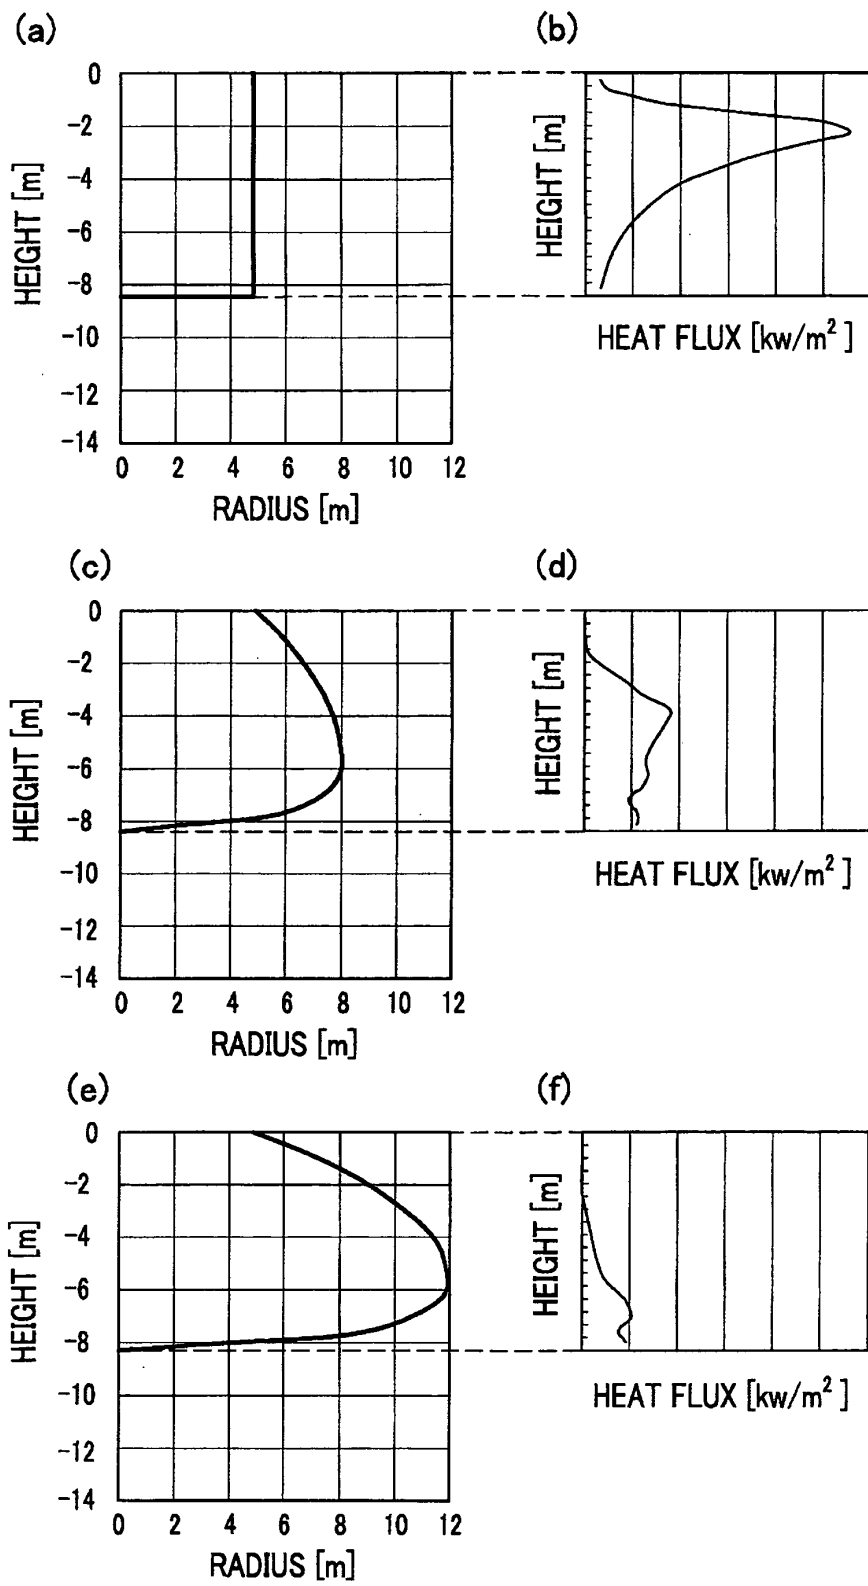 (a)
(b)
HEIGHT [m]
0
-2
-4
-6
-8
-10
-12
-14
0 2 4 6 8 10 12
RADIUS [m]
HEIGHT [m]
HEAT FLUX [kw/m²]
(c)
(d)
HEIGHT [m]
0
-2
-4
-6
-8
-10
-12
-14
0 2 4 6 8 10 12
RADIUS [m]
HEIGHT [m]
HEAT FLUX [kw/m²]
(e)
(f)
HEIGHT [m]
0
-2
-4
-6
-8
-10
-12
-14
0 2 4 6 8 10 12
RADIUS [m]
HEIGHT [m]
HEAT FLUX [kw/m²]